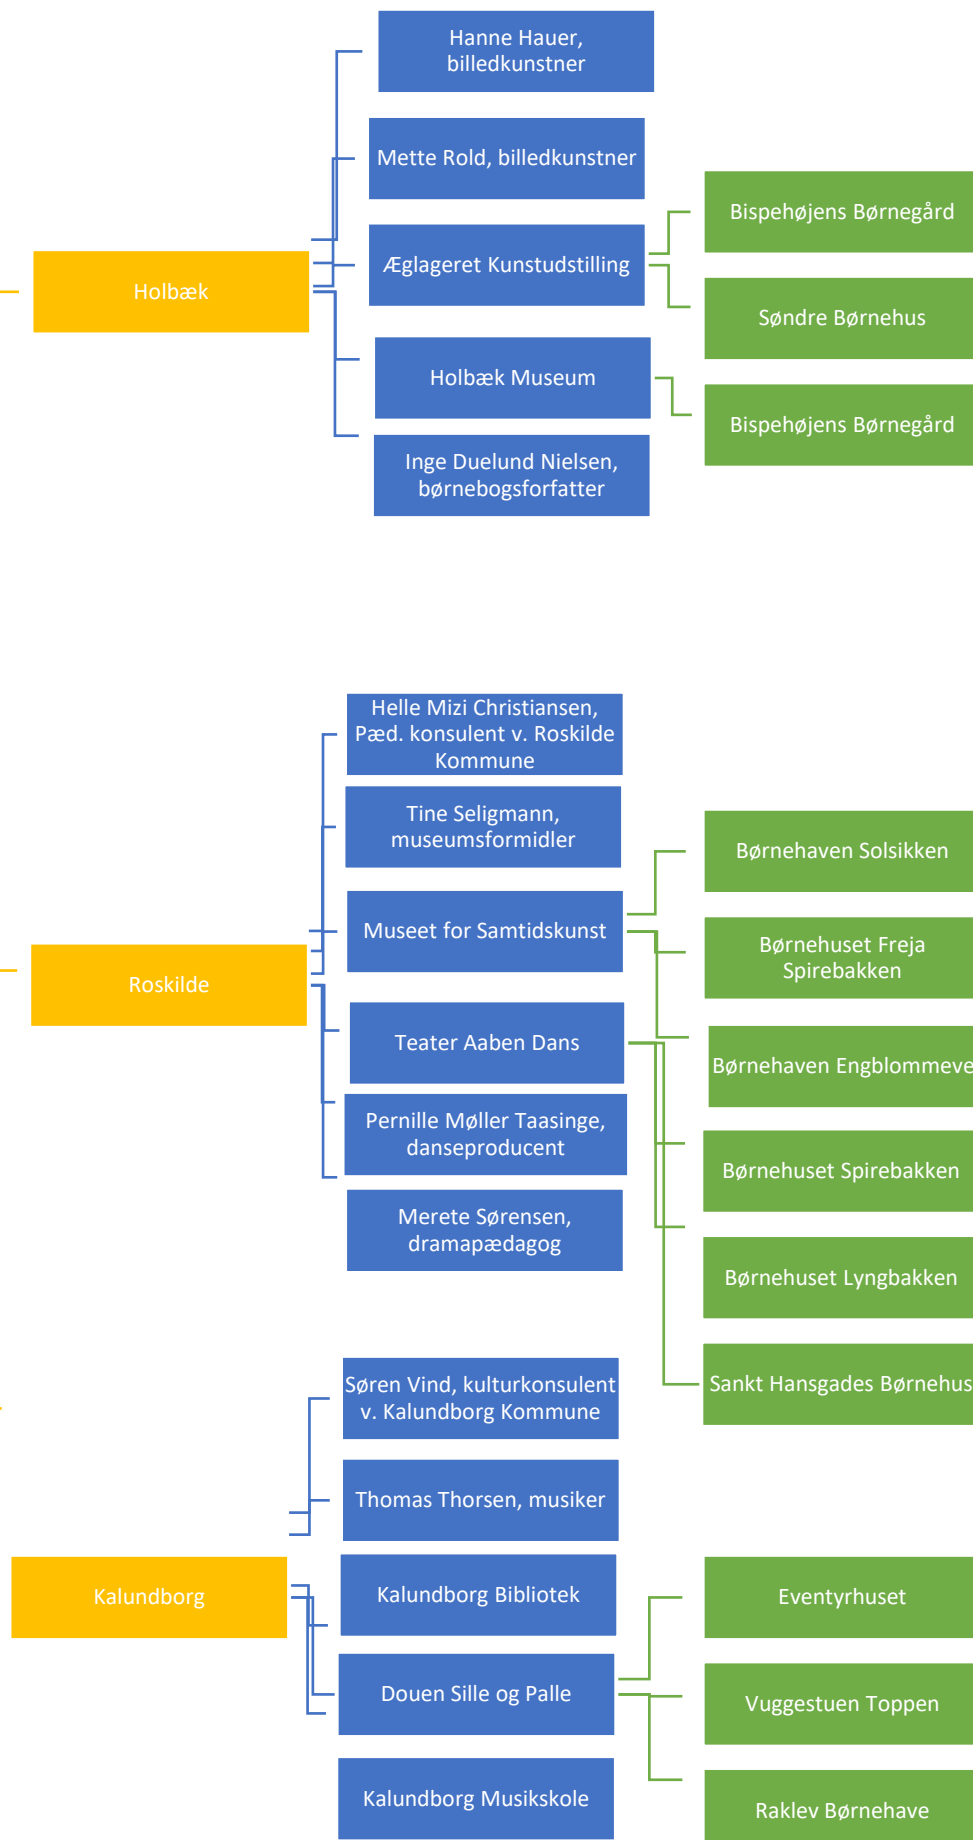 Hanne Hauer,
billedkunstner
Mette Rold, billedkunstner
Bispehøjens Børnegård
Æglageret Kunstudstilling
Holbæk
Søndre Børnehus
Holbæk Museum
Bispehøjens Børnegård
Inge Duelund Nielsen,
børnebogsforfatter
Helle Mizi Christiansen,
Pæd. konsulent v. Roskilde
Kommune
Tine Seligmann,
museumsformidler
Børnehaven Solsikken
Museet for Samtidskunst
Børnehuset Freja
Spirebakken
Roskilde
Teater Aaben Dans
Børnehaven Engblommeve
Pernille Møller Taasinge,
danseproducent
Børnehuset Spirebakken
Merete Sørensen,
dramapædagog
Børnehuset Lyngbakken
Søren Vind, kulturkonsulent
v. Kalundborg Kommune
Sankt Hansgades Børnehus
Thomas Thorsen, musiker
Kalundborg
Kalundborg Bibliotek
Eventyrhuset
Douen Sille og Palle
Vuggestuen Toppen
Kalundborg Musikskole
Raklev Børnehave